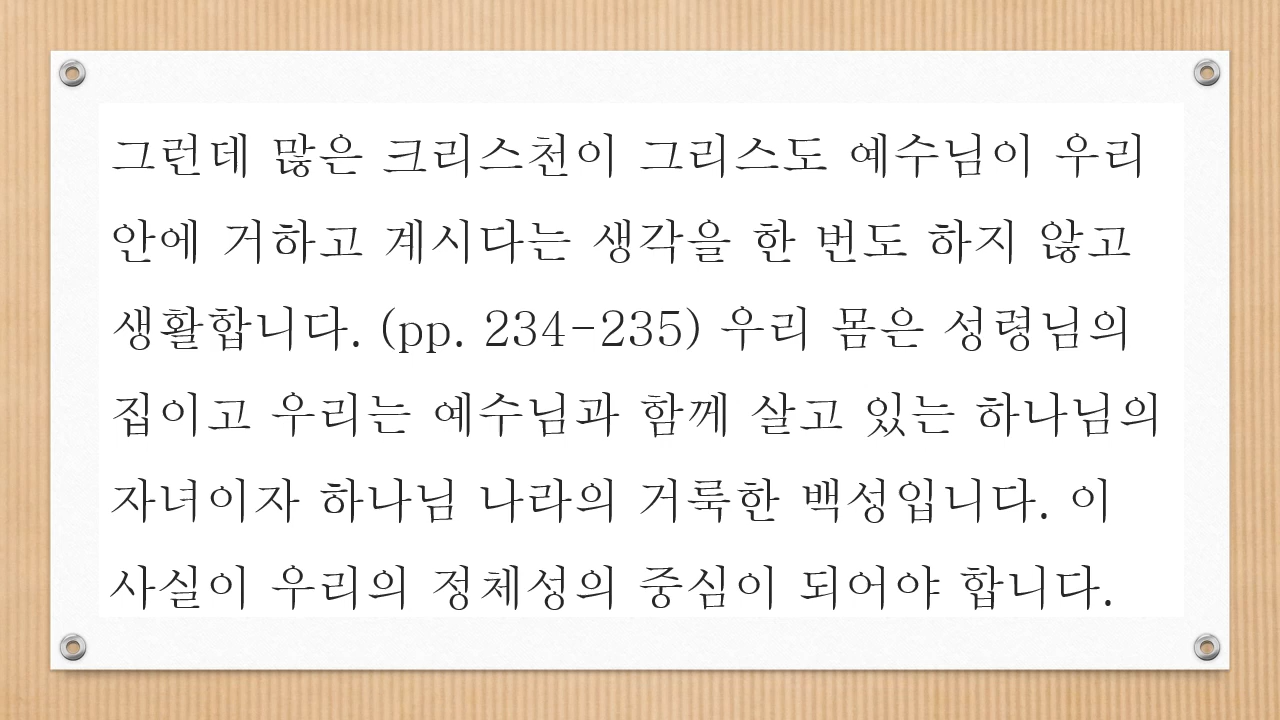 그런데 많은 크리스천이 그리스도 예수님이 우리
안에 거하고 계시다는 생각을 한 번도 하지 않고
생활합니다. (pp. 234-235) 우리 몸은 성령님의
집이고 우리는 예수님과 함께 살고 있는 하나님의
자녀이자 하나님 나라의 거룩한 백성입니다. 이
사실이 우리의 정체성의 중심이 되어야 합니다.